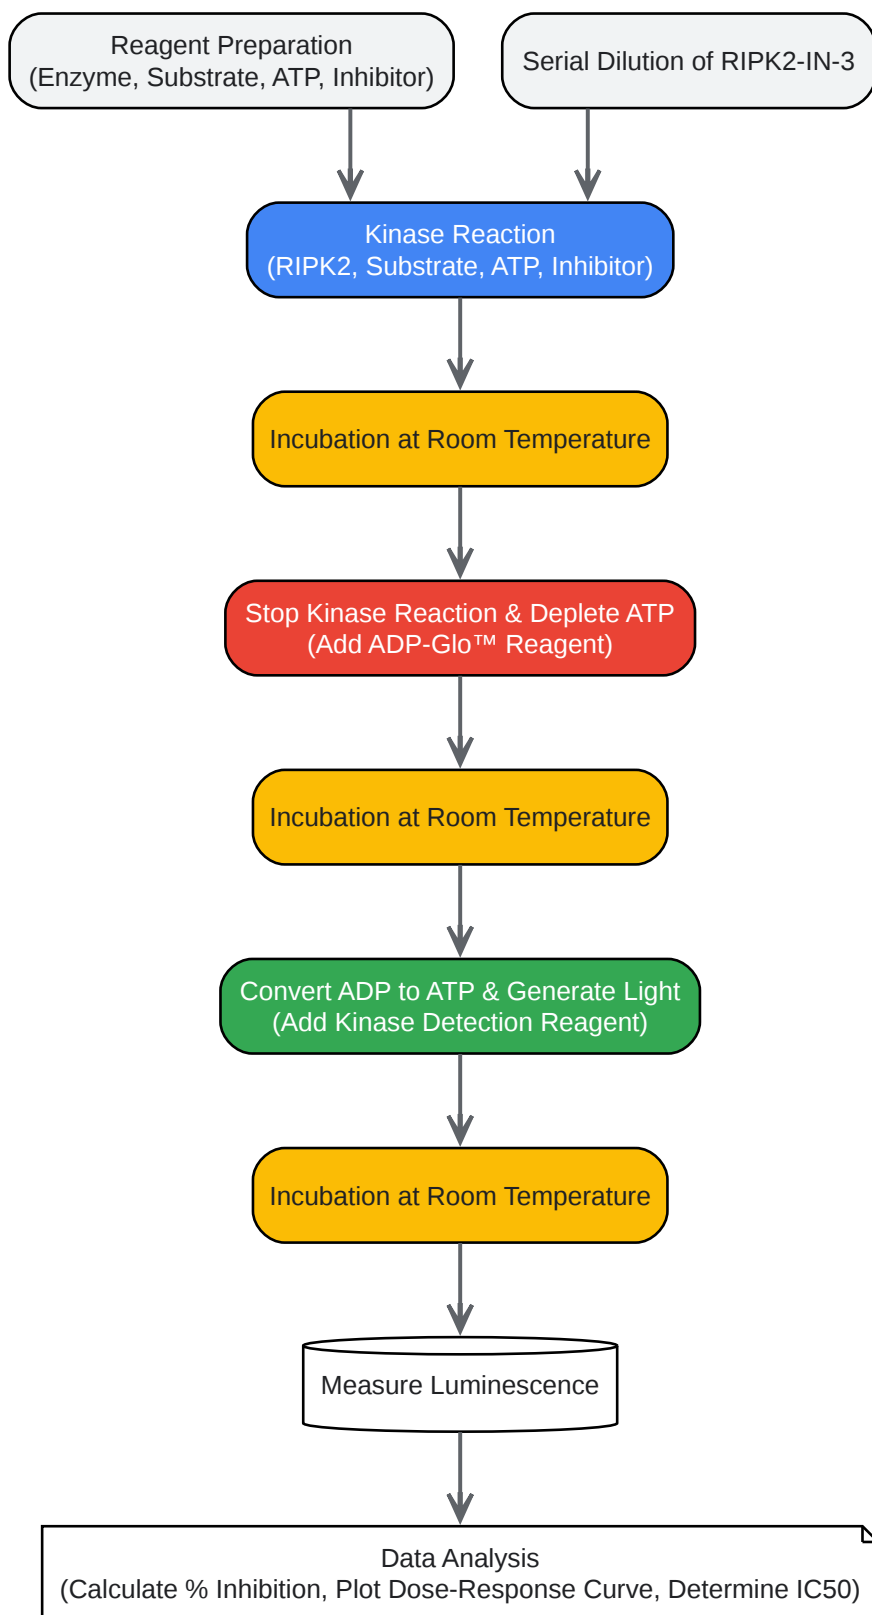 Reagent Preparation
(Enzyme, Substrate, ATP, Inhibitor)
Serial Dilution of RIPK2-IN-3
Kinase Reaction
(RIPK2, Substrate, ATP, Inhibitor)
Incubation at Room Temperature
Stop Kinase Reaction & Deplete ATP
(Add ADP-Glo™ Reagent)
Incubation at Room Temperature
Convert ADP to ATP & Generate Light
(Add Kinase Detection Reagent)
Incubation at Room Temperature
Measure Luminescence
Data Analysis
(Calculate % Inhibition, Plot Dose-Response Curve, Determine IC50)